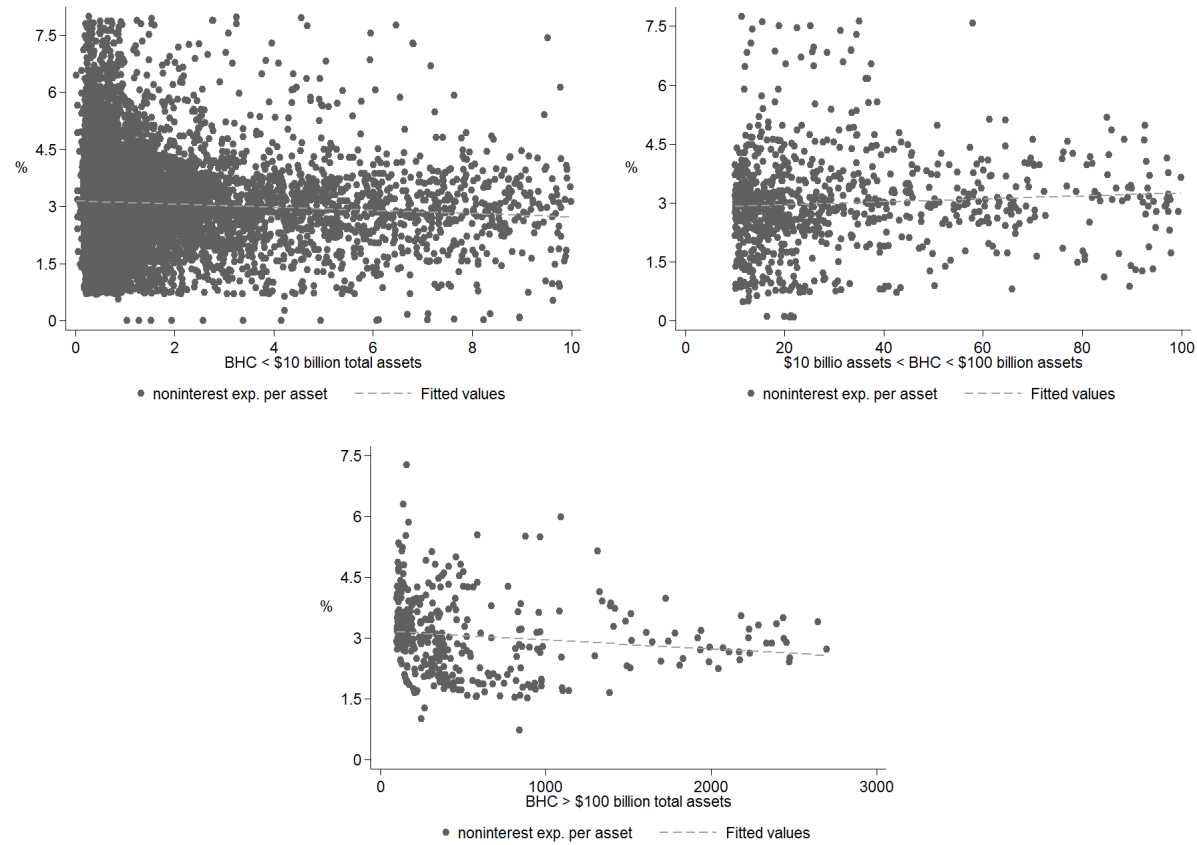 7.5
6
4.5
%
3
1.5
0
0 2 4 6 8 10
BHC < $10 billion total assets
noninterest exp. per asset Fitted values
7.5
6
4.5
%
3
1.5
0
0 20 40 60 80 100
$10 billio assets < BHC < $100 billion assets
noninterest exp. per asset Fitted values
7.5
6
4.5
%
3
1.5
0
0 1000 2000 3000
BHC > $100 billion total assets
noninterest exp. per asset Fitted values